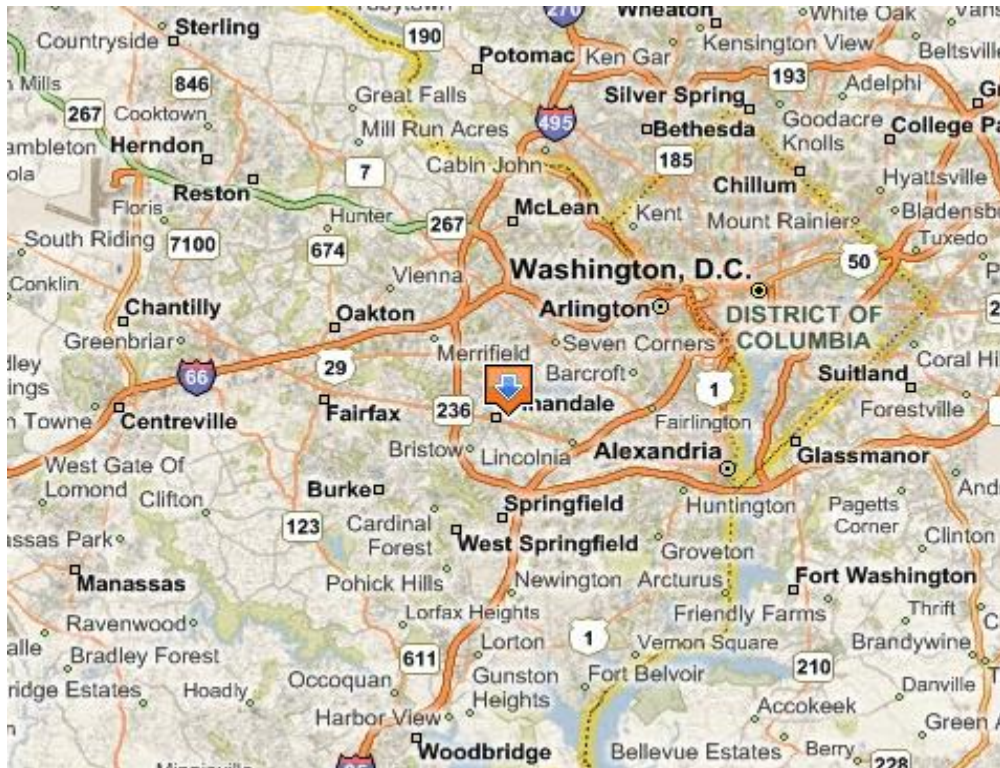 270
Wheaton
White Oak
Sterling
Countryside
190
Potomac
Ken Gar
Kensington View
846
193
Adelphi
Great Falls
Silver Spring
267
Cooktown
495
Goodacre
Knolls
College
Mill Run Acres
Bethesda
Herndon
Cabin John
185
7
Chillum
Hyattsville
Reston
McLean
Floris
Hunter
267
Kent
Mount Rainier
South Riding
7100
674
Tuxedo
50
Vienna
Washington, D.C.
Conklin
Chantilly
Oakton
Arlington
DISTRICT OF
COLUMBIA
Greenbriar
Merrifield
Seven Corners
29
66
Barcroft
1
Suitland
236
Fairfax
Forestville
Centreville
Fairlington
Bristow
Lincolnia
Alexandria
Glassmanor
West Gate Of
Lomond
Clifton
Burke
Springfield
Huntington
Pagetts
Corner
123
Cardinal
Forest
West Springfield
Groveton
Clinton
Manassas
Pohick Hills
Newington
Arcturus
Fort Washington
Ravenwood
Lorfax Heights
Friendly Farms
Thrift
Lorton
1
Vernon Square
Brandywine
Bradley Forest
611
210
Occoquan
Gunston
Heights
Fort Belvoir
Hoadly
Danville
Harbor View
Accokeek
Woodbridge
Bellevue Estates
Berry
228